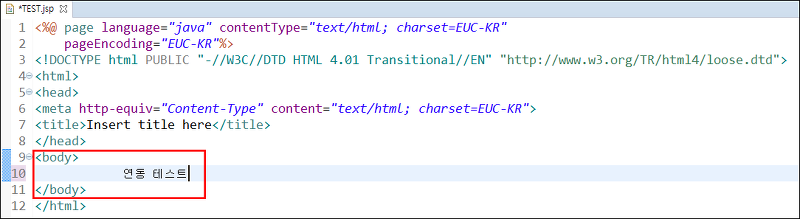 *TEST.jsp
1 <%@ page language="java" contentType="text/html; charset=EUC-KR"
2 pageEncoding="EUC-KR"%>
3 <!DOCTYPE html PUBLIC "-//W3C//DTD HTML 4.01 Transitional//EN" "http://www.w3.org/TR/html4/loose.dtd">
4 <html>
5 <head>
6 <meta http-equiv="Content-Type" content="text/html; charset=EUC-KR">
7 <title>Insert title here</title>
8 </head>
9 <body>
10 연동 테스트
11 </body>
12 </html>